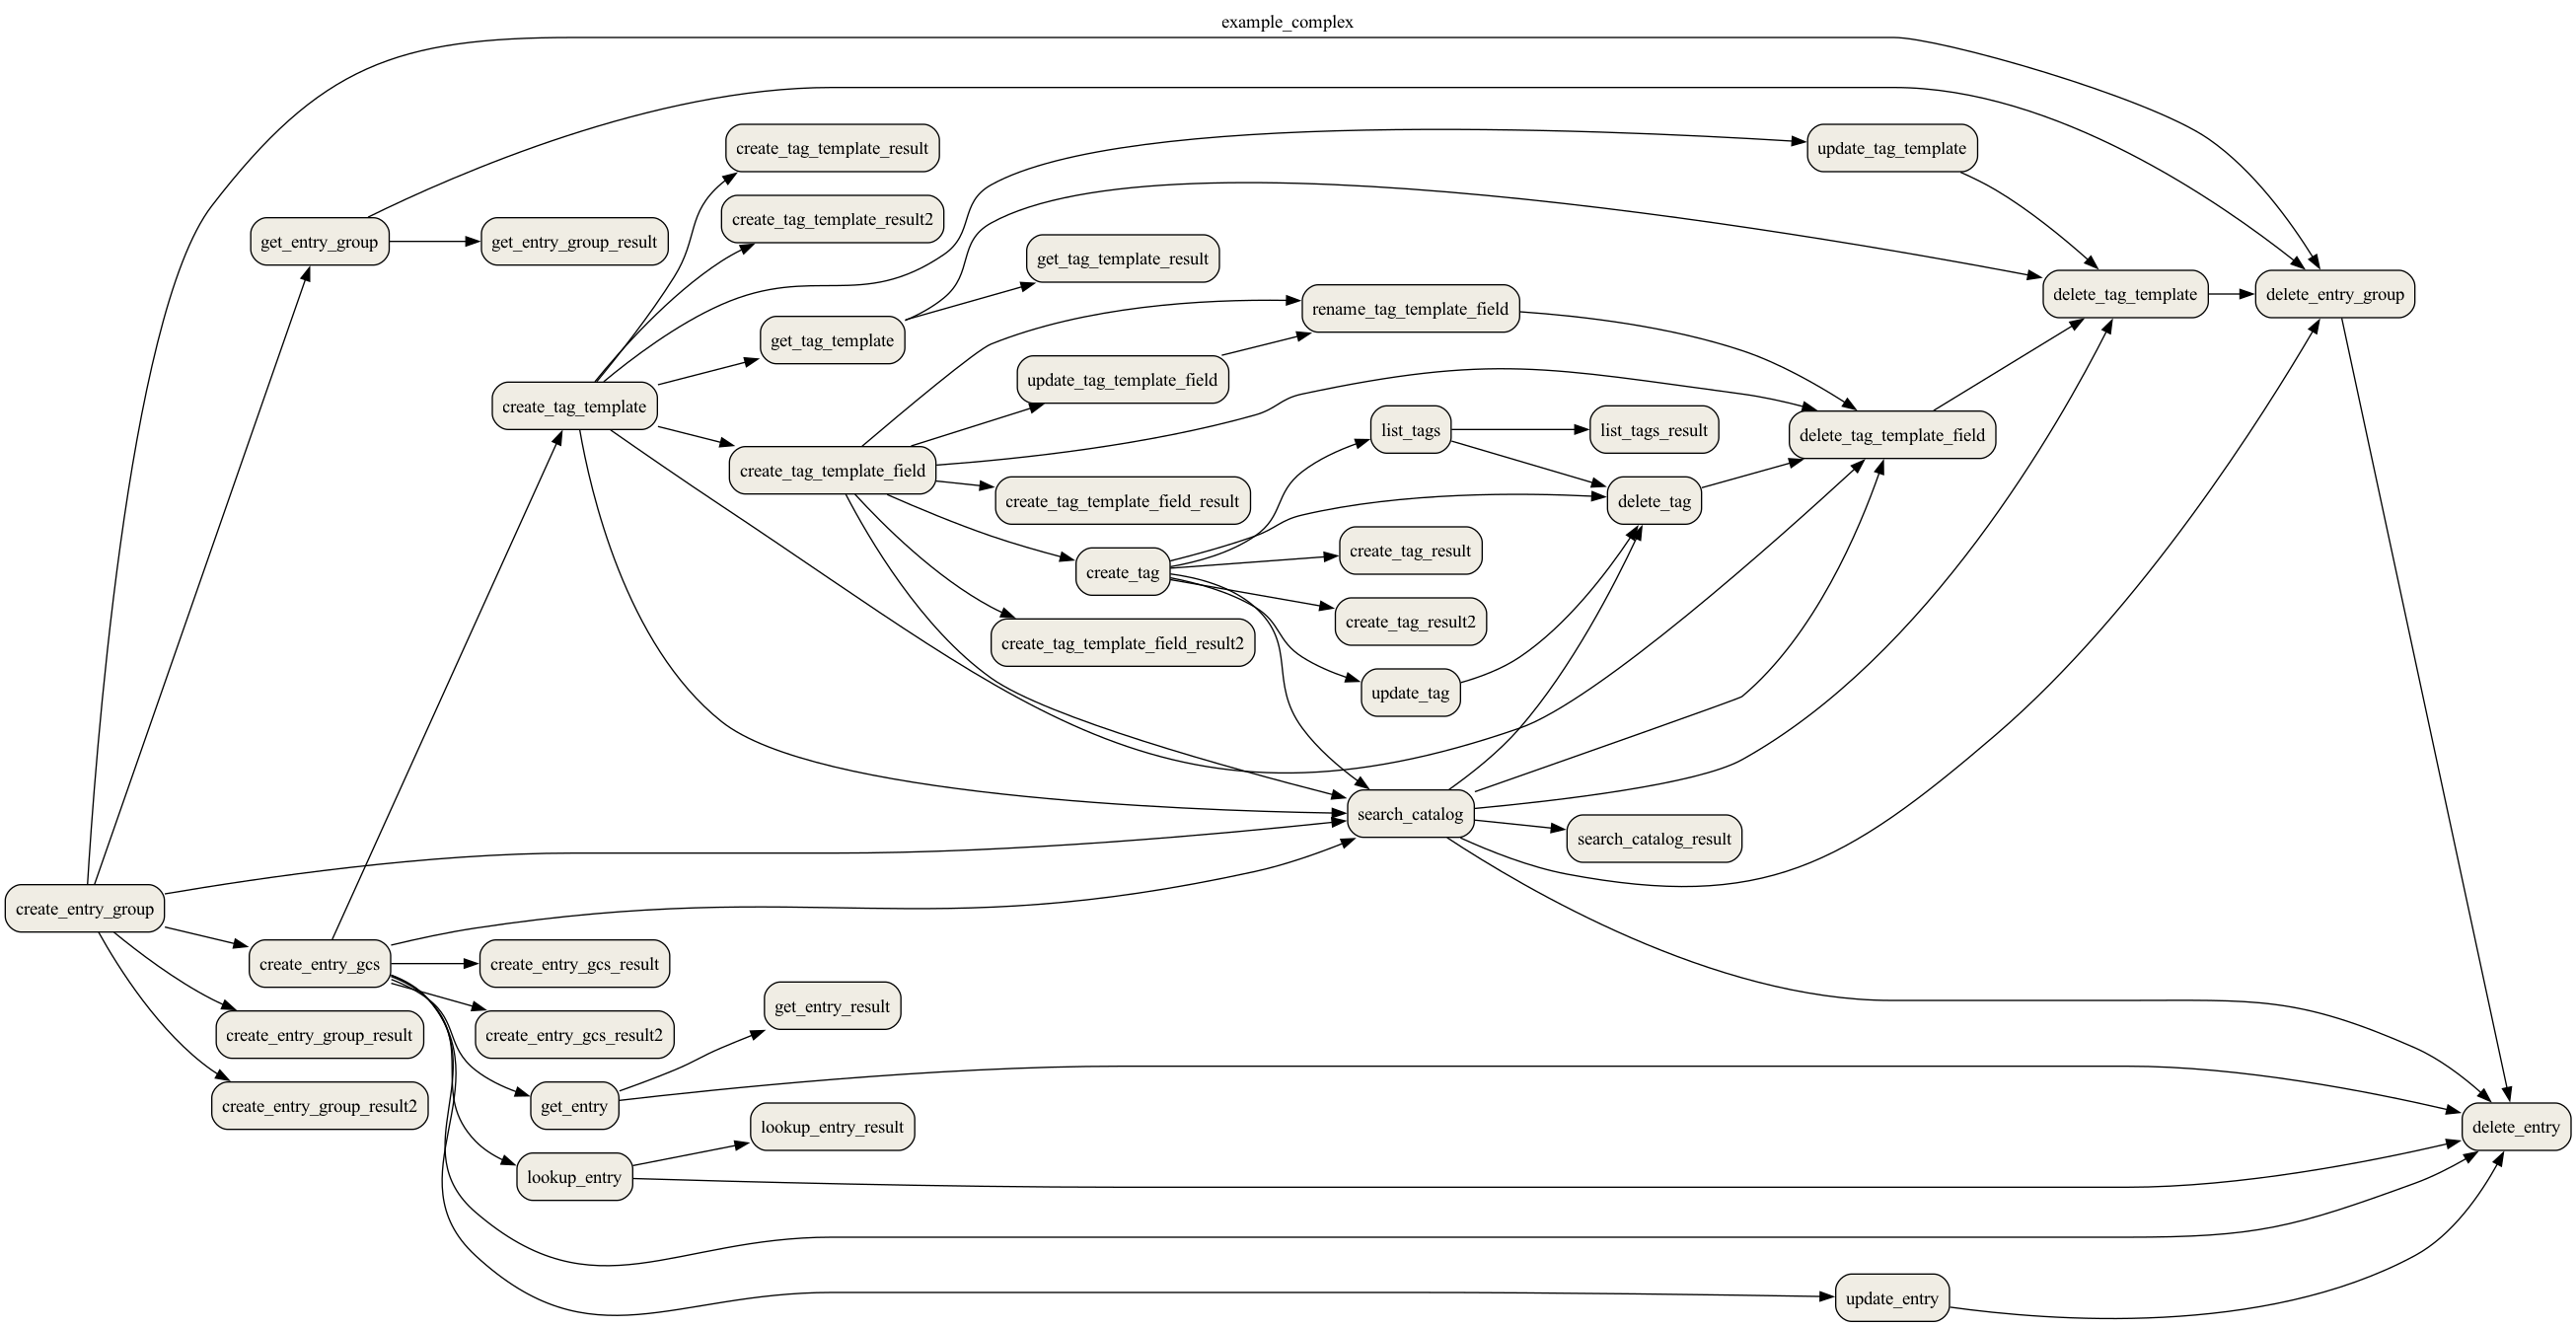 example_complex
create_tag_template_result
update_tag_template
create_tag_template_result2
get_entry_group
get_entry_group_result
get_tag_template_result
delete_tag_template
delete_entry_group
rename_tag_template_field
get_tag_template
update_tag_template_field
create_tag_template
list_tags
list_tags_result
delete_tag_template_field
create_tag_template_field
create_tag_template_field_result
delete_tag
create_tag_result
create_tag
create_tag_result2
create_tag_template_field_result2
update_tag
search_catalog
search_catalog_result
create_entry_group
create_entry_gcs
create_entry_gcs_result
get_entry_result
create_entry_group_result
create_entry_gcs_result2
create_entry_group_result2
get_entry
lookup_entry_result
delete_entry
lookup_entry
update_entry